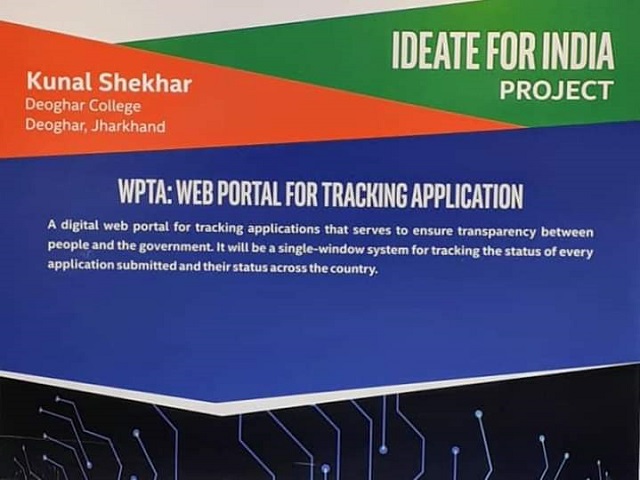 IDEATE FOR INDIA
PROJECT
Kunal Shekhar
Deoghar College
Deoghar, Jharkhand
WPTA: WEB PORTAL FOR TRACKING APPLICATION
A digital web portal for tracking applications that serves to ensure transparency between
people and the government. It will be a single-window system for tracking the status of every
application submitted and their status across the country.